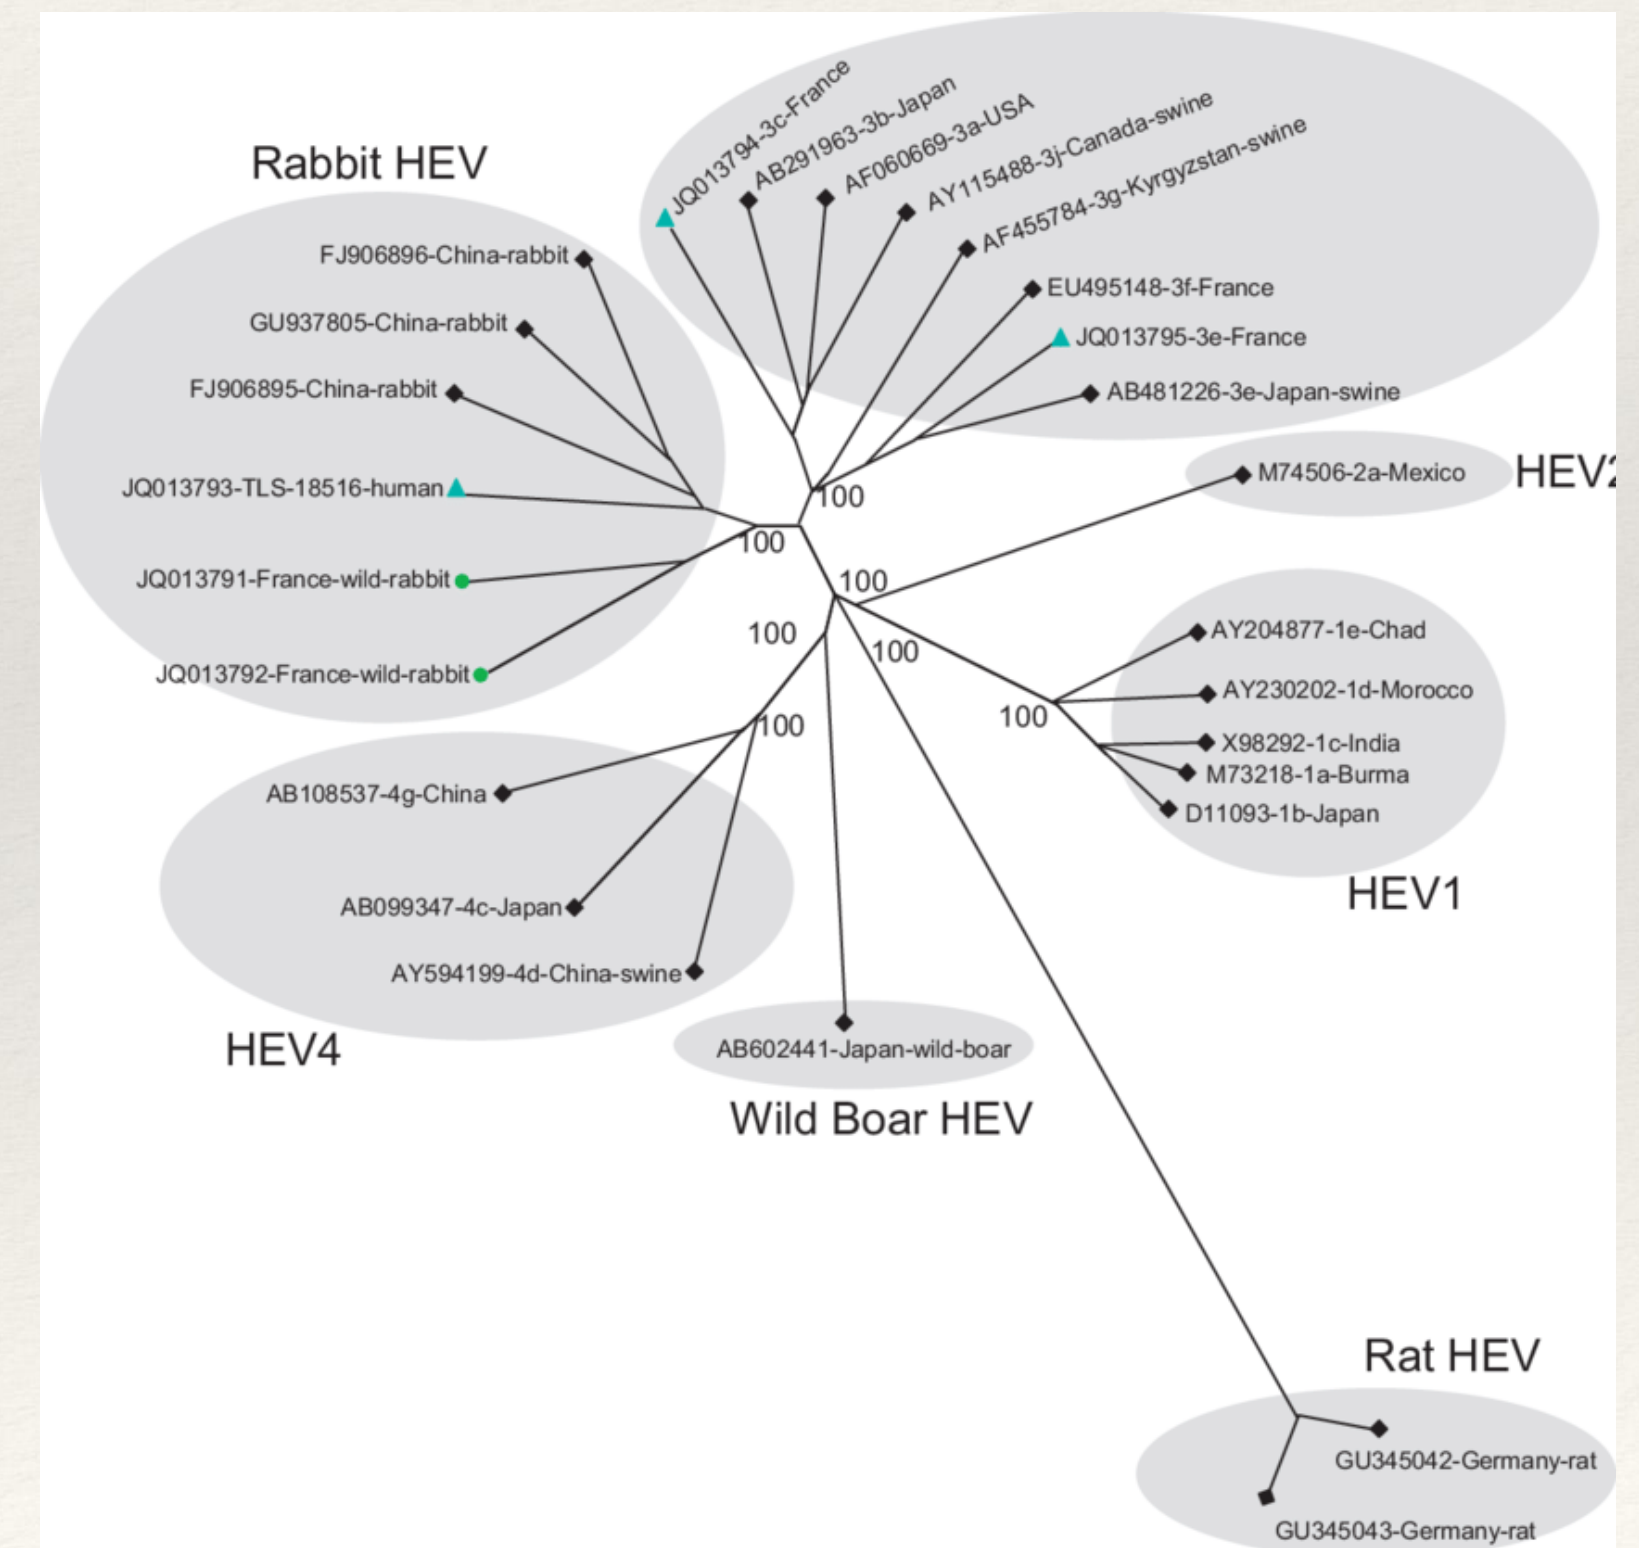 JQ013794-3c-France
AB291963-3b-Japan
AF060669-3a-USA
AY115488-3j-Canada-swine
AF455784-3g-Kyrgyzstan-swine
EU495148-3f-France
JQ013795-3e-France
AB481226-3e-Japan-swine
Rabbit HEV
FJ906896-China-rabbit
GU937805-China-rabbit
FJ906895-China-rabbit
JQ013793-TLS-18516-human
JQ013791-France-wild-rabbit
JQ013792-France-wild-rabbit
100
100
100
100
100
100
100
M74506-2a-Mexico
HEV2
AY204877-1e-Chad
AY230202-1d-Morocco
X98292-1c-India
M73218-1a-Burma
D11093-1b-Japan
HEV1
AB108537-4g-China
AB099347-4c-Japan
AY594199-4d-China-swine
HEV4
AB602441-Japan-wild-boar
Wild Boar HEV
Rat HEV
GU345042-Germany-rat
GU345043-Germany-rat